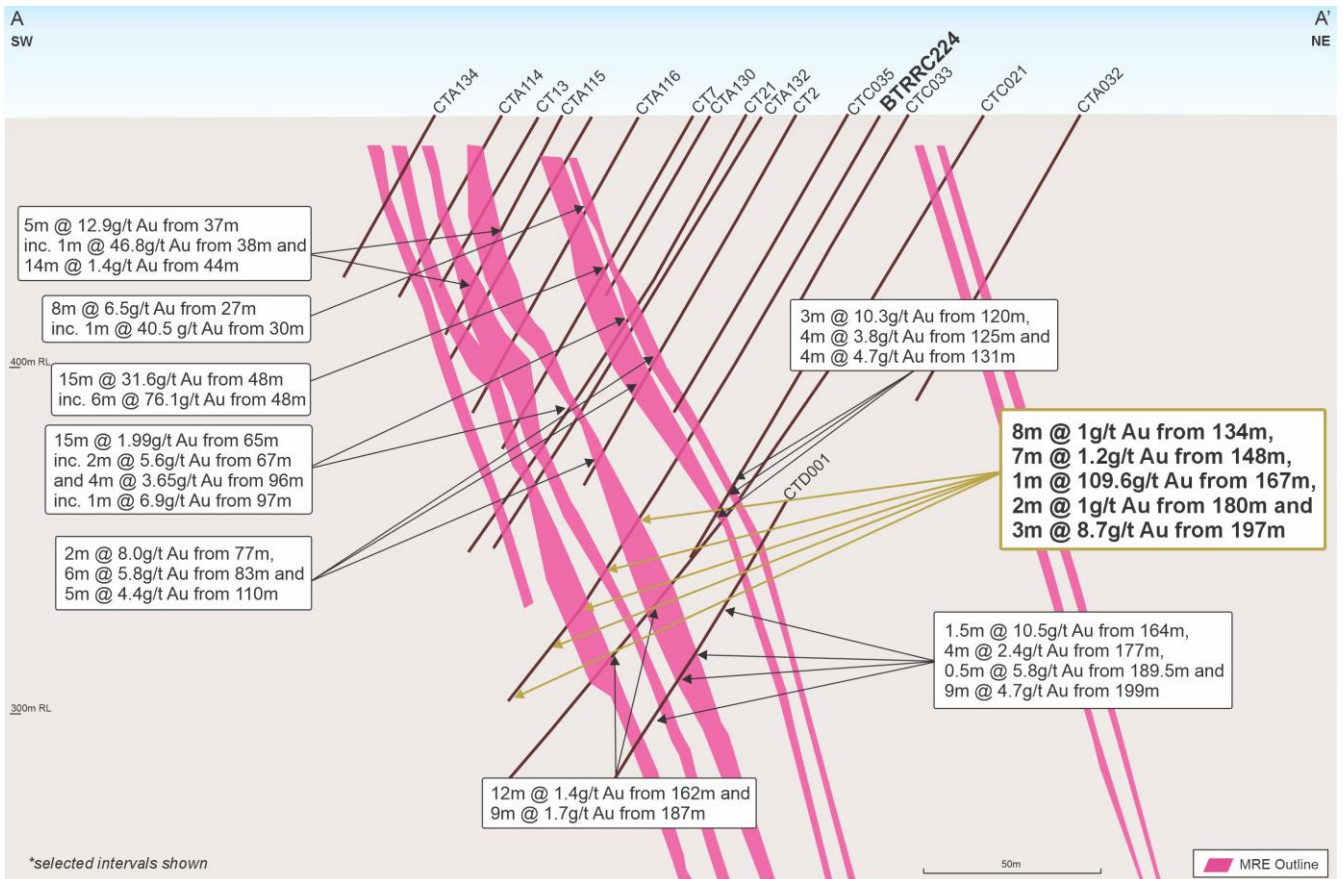 A
SW
A'
NE
CTA134
CTA114
CT13
CTA115
CTA116
CT7
CTA130
CT21
CTA132
CT2
CTC035
BTRRC224
CTC033
CTC021
CTA032
5m @ 12.9g/t Au from 37m
inc. 1m @ 46.8g/t Au from 38m and
14m @ 1.4g/t Au from 44m
8m @ 6.5g/t Au from 27m
inc. 1m @ 40.5 g/t Au from 30m
3m @ 10.3g/t Au from 120m,
4m @ 3.8g/t Au from 125m and
4m @ 4.7g/t Au from 131m
400m RL
15m @ 31.6g/t Au from 48m
inc. 6m @ 76.1g/t Au from 48m
15m @ 1.99g/t Au from 65m
inc. 2m @ 5.6g/t Au from 67m
and 4m @ 3.65g/t Au from 96m
inc. 1m @ 6.9g/t Au from 97m
8m @ 1g/t Au from 134m,
7m @ 1.2g/t Au from 148m,
1m @ 109.6g/t Au from 167m,
2m @ 1g/t Au from 180m and
3m @ 8.7g/t Au from 197m
CTD001
2m @ 8.0g/t Au from 77m,
6m @ 5.8g/t Au from 83m and
5m @ 4.4g/t Au from 110m
1.5m @ 10.5g/t Au from 164m,
4m @ 2.4g/t Au from 177m,
0.5m @ 5.8g/t Au from 189.5m and
9m @ 4.7g/t Au from 199m
300m RL
12m @ 1.4g/t Au from 162m and
9m @ 1.7g/t Au from 187m
*selected intervals shown
50m
MRE Outline